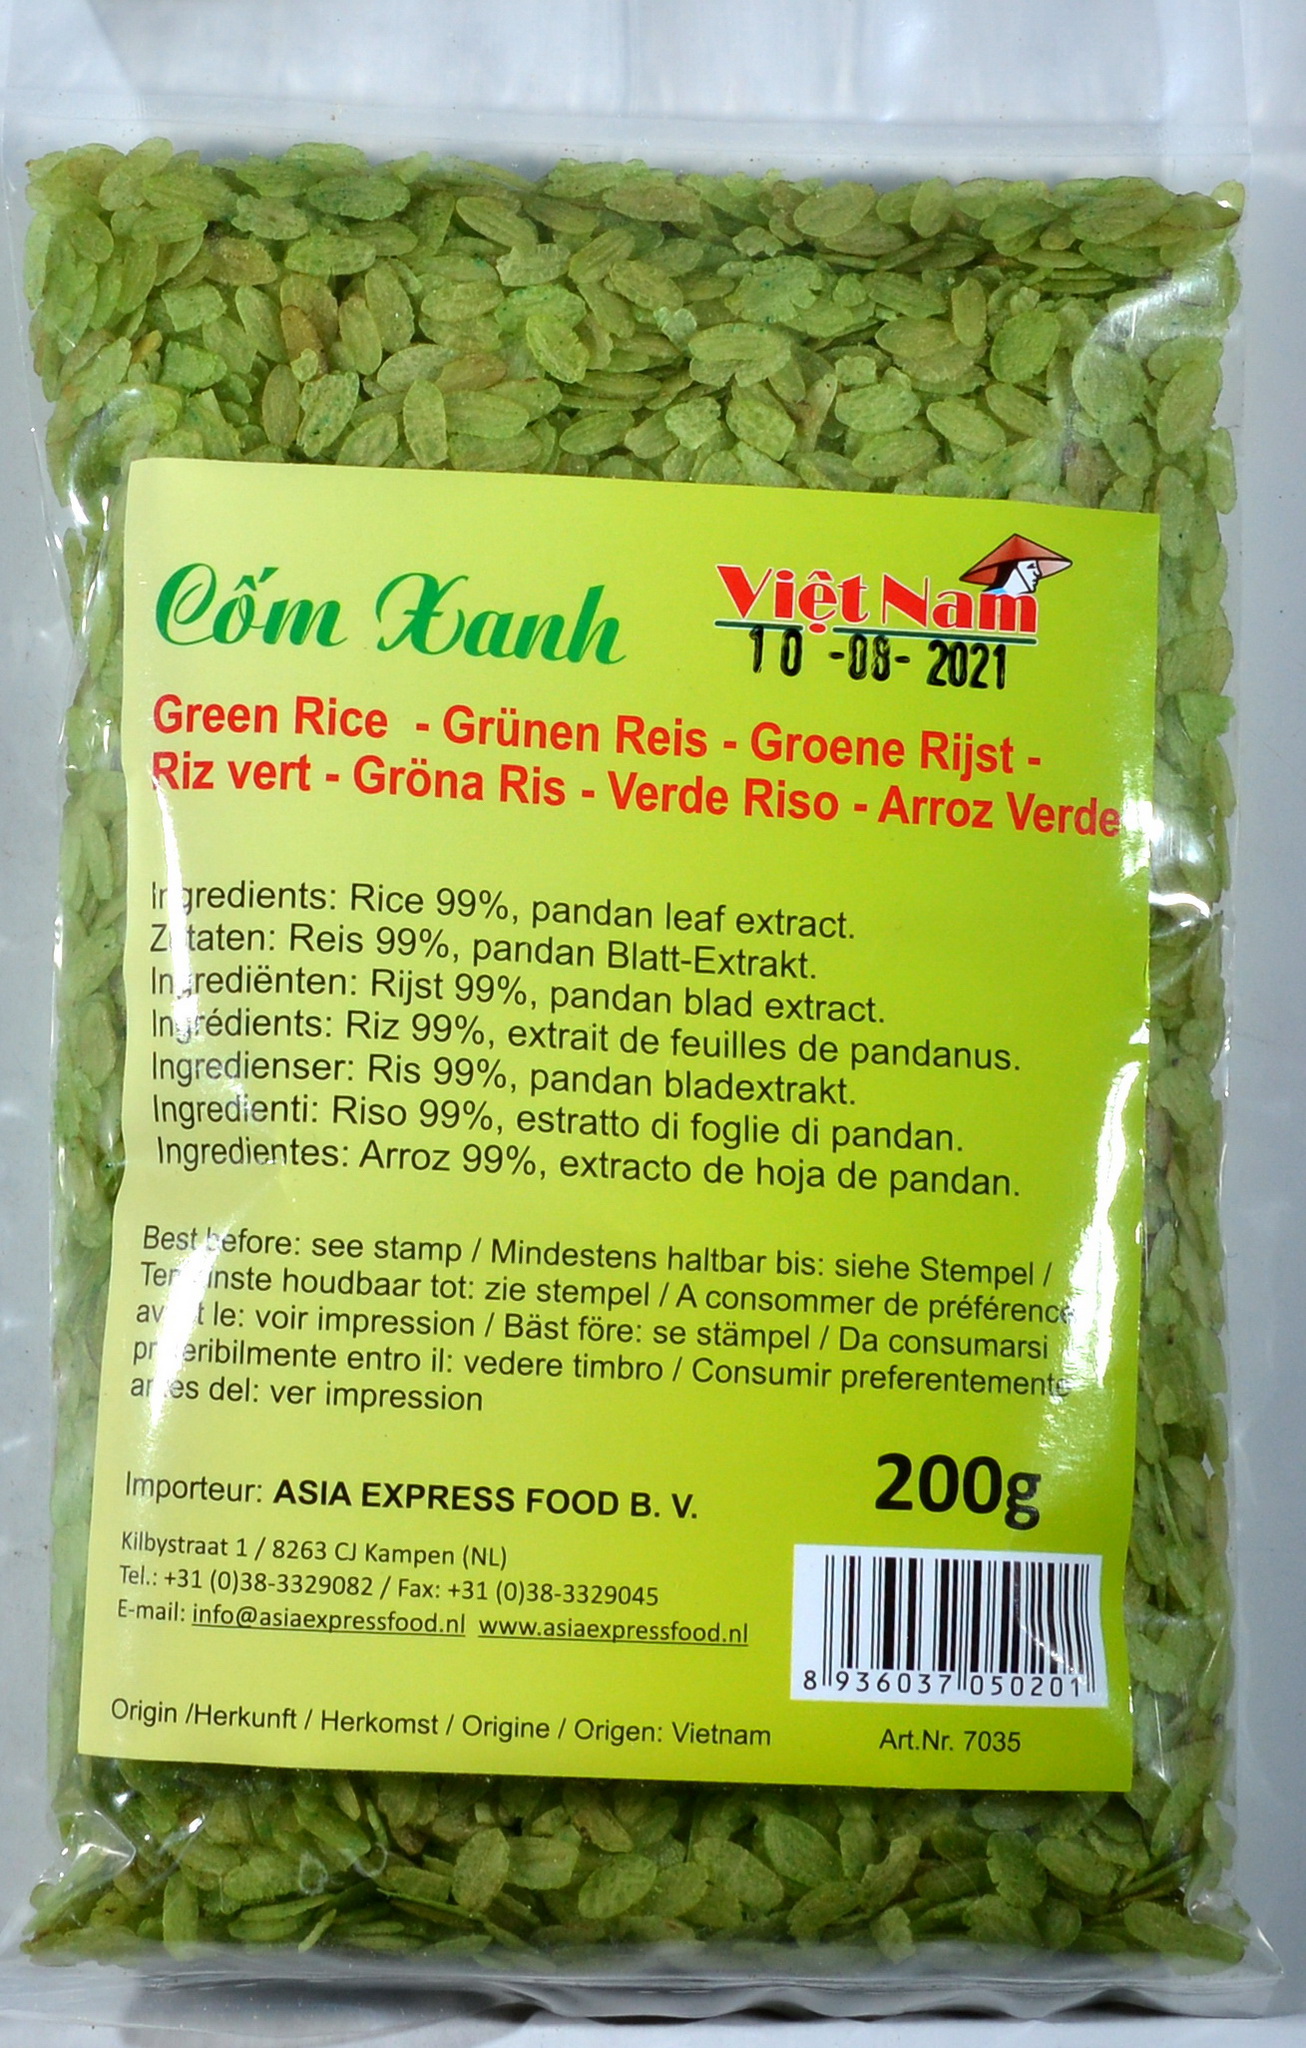 Cốm Xanh
Việt Nam
10 -08- 2021
Green Rice - Grünen Reis - Groene Rijst -
Riz vert - Gröna Ris - Verde Riso - Arroz Verde
Ingredients: Rice 99%, pandan leaf extract.
Zutaten: Reis 99%, pandan Blatt-Extrakt.
Ingrediënten: Rijst 99%, pandan blad extract.
Ingrédients: Riz 99%, extrait de feuilles de pandanus.
Ingredienser: Ris 99%, pandan bladextrakt.
Ingredienti: Riso 99%, estratto di foglie di pandan.
Ingredientes: Arroz 99%, extracto de hoja de pandan.
Best before: see stamp / Mindestens haltbar bis: siehe Stempel /
Tenminste houdbaar tot: zie stempel / A consommer de préférence
avant le: voir impression / Bäst före: se stämpel / Da consumarsi
preferibilmente entro il: vedere timbro / Consumir preferentemente
antes del: ver impression
200g
Importeur: ASIA EXPRESS FOOD B. V.
Kilbystraat 1 / 8263 CJ Kampen (NL)
Tel.: +31 (0)38-3329082 / Fax: +31 (0)38-3329045
E-mail: info@asiaexpressfood.nl www.asiaexpressfood.nl
8 936037 050201
Origin /Herkunft / Herkomst / Origine / Origen: Vietnam
Art.Nr. 7035